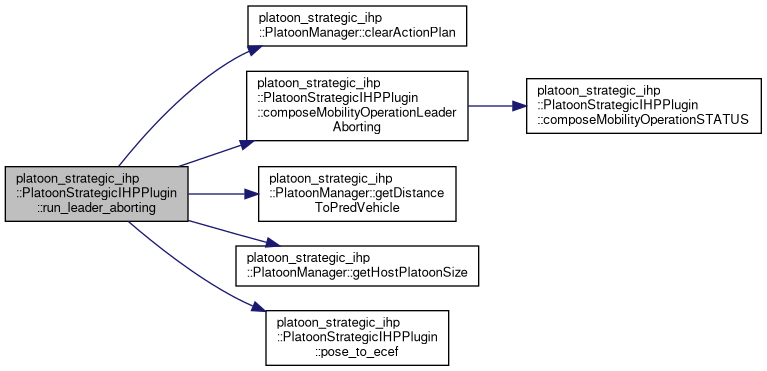 platoon_strategic_ihp
::PlatoonManager::clearActionPlan
platoon_strategic_ihp
::PlatoonStrategicIHPPlugin
::composeMobilityOperationLeader
Aborting
platoon_strategic_ihp
::PlatoonStrategicIHPPlugin
::composeMobilityOperationSTATUS
platoon_strategic_ihp
::PlatoonStrategicIHPPlugin
::run_leader_aborting
platoon_strategic_ihp
::PlatoonManager::getDistance
ToPredVehicle
platoon_strategic_ihp
::PlatoonManager::getHostPlatoonSize
platoon_strategic_ihp
::PlatoonStrategicIHPPlugin
::pose_to_ecef